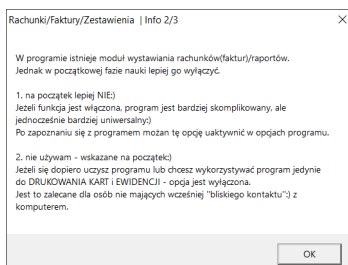 Rachunki/Faktury/Zestawienia | Info 2/3
W programie istnieje moduł wystawiania rachunków(faktur)/raportów.
Jednak w początkowej fazie nauki lepiej go wyłączyć.
1. na początek lepiej NIE:)
Jeżeli funkcja jest włączona, program jest bardziej skomplikowany, ale
jednocześnie bardziej uniwersalny:)
Po zapoznaniu się z programem możan tę opcję uaktywnić w opcjach programu.
2. nie używam - wskazane na początek:)
Jeżeli się dopiero uczysz programu lub chcesz wykorzystywać program jedynie
do DRUKOWANIA KART i EWIDENCJI - opcja jest wyłączona.
Jest to zalecane dla osób nie mających wcześniej "bliskiego kontaktu":) z
komputerem.
OK